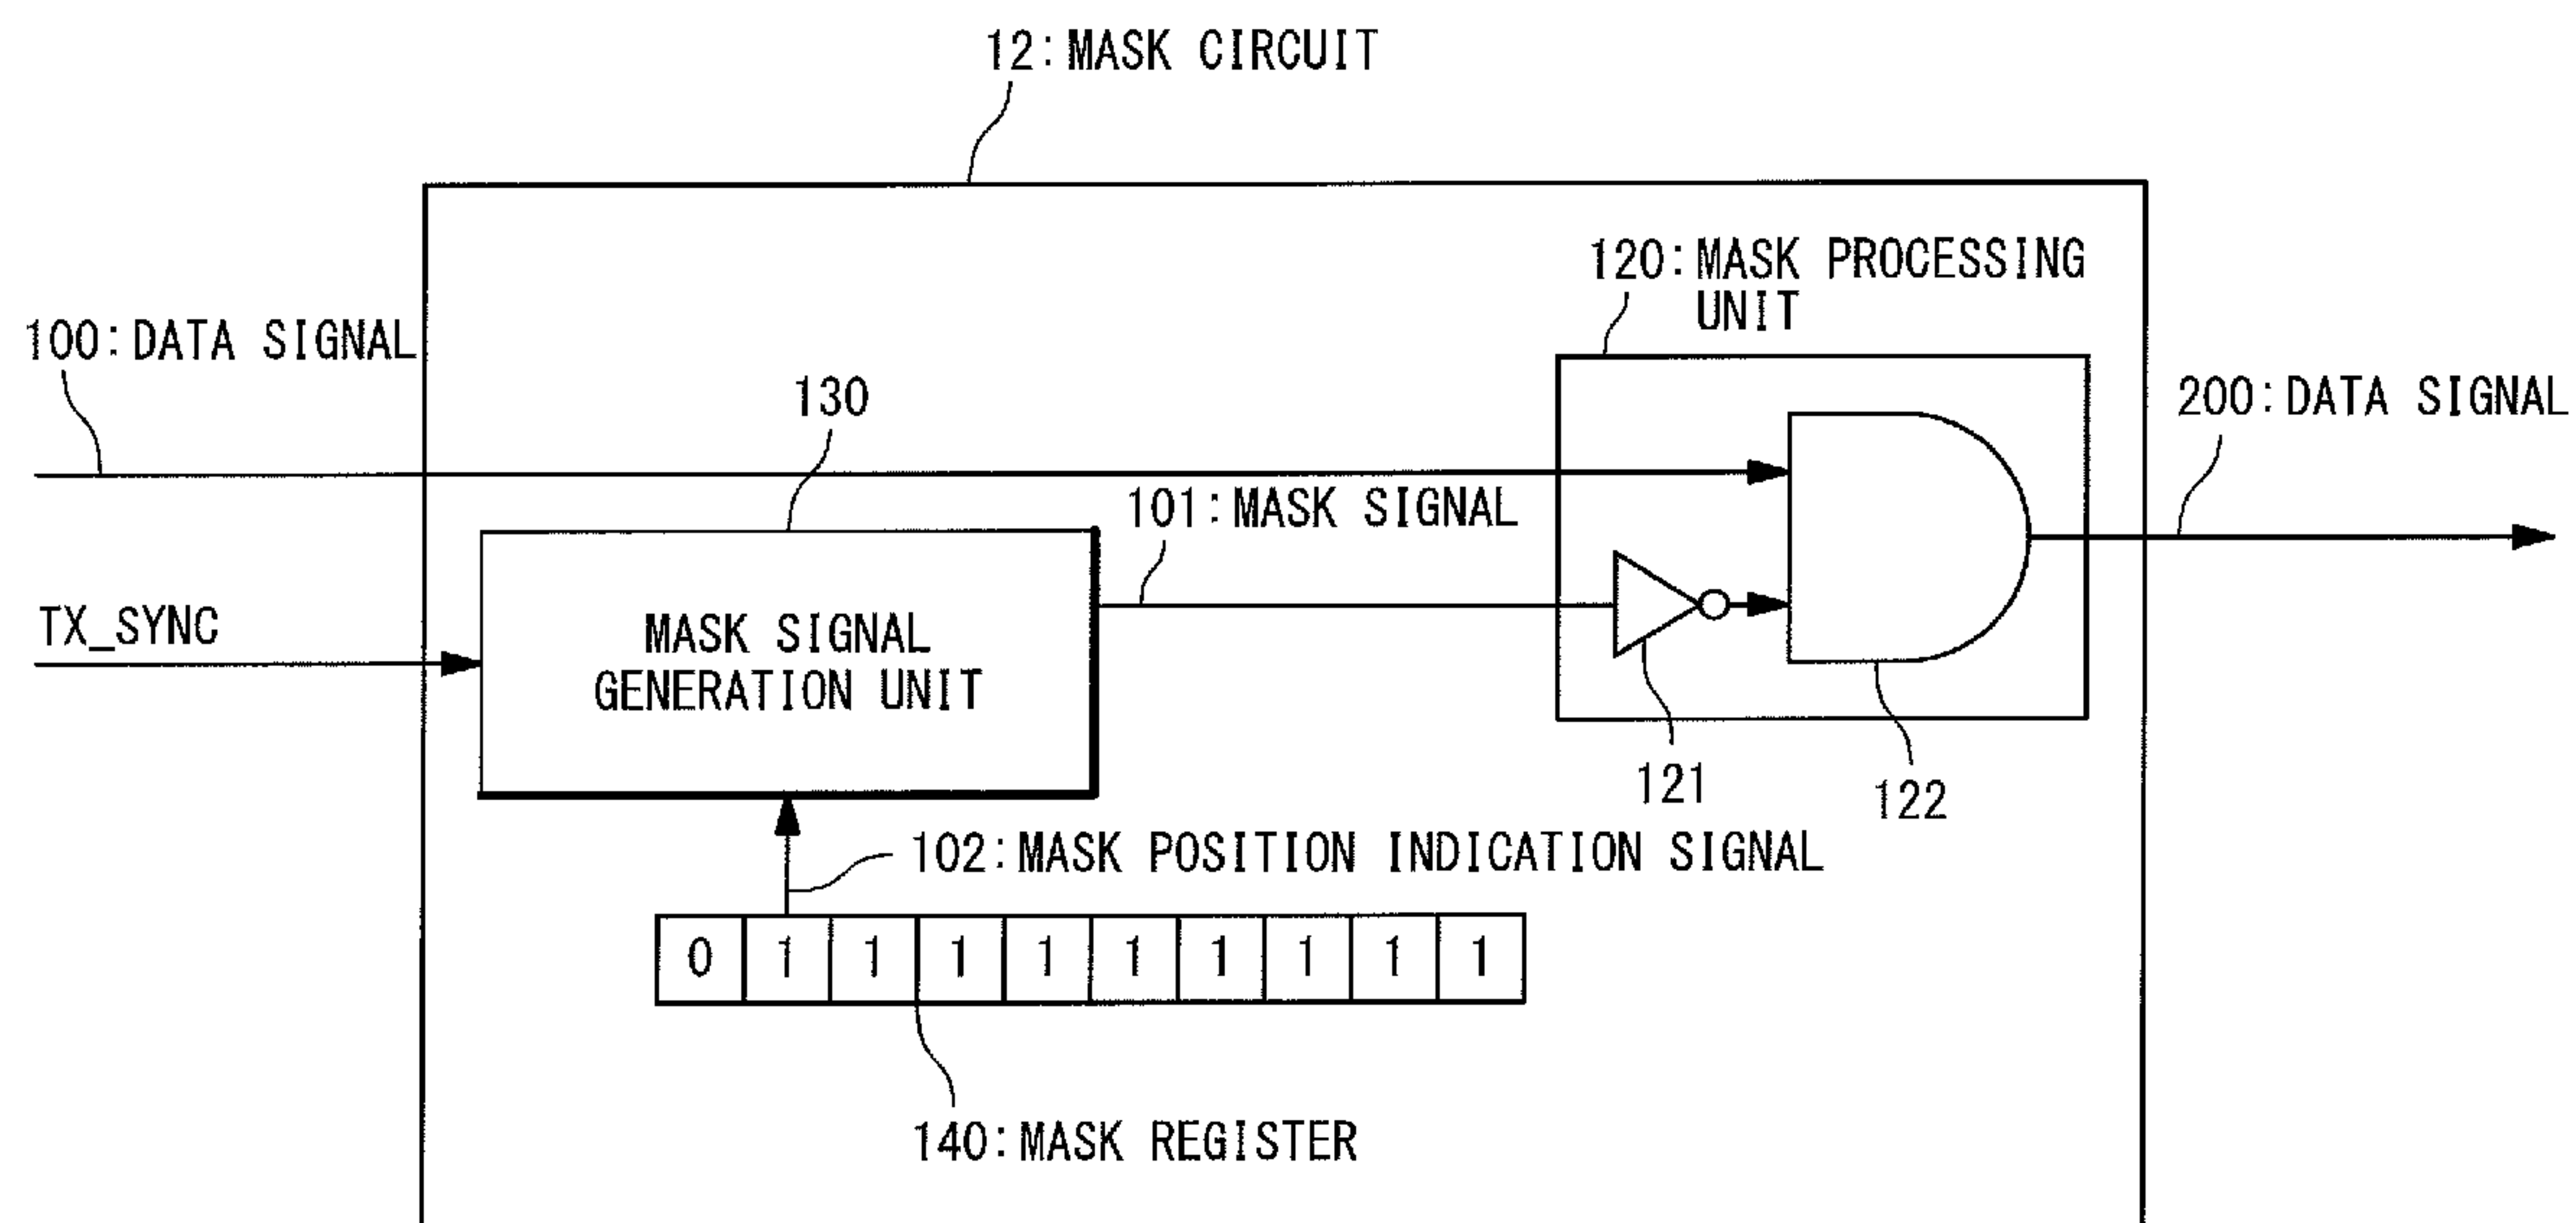 12:MASK CIRCUIT
120:MASK PROCESSING
UNIT
100:DATA SIGNAL
130
200:DATA SIGNAL
101:MASK SIGNAL
TX_SYNC
MASK SIGNAL
GENERATION UNIT
121
122
102:MASK POSITION INDICATION SIGNAL
0 1 1 1 1 1 1 1 1 1
140:MASK REGISTER